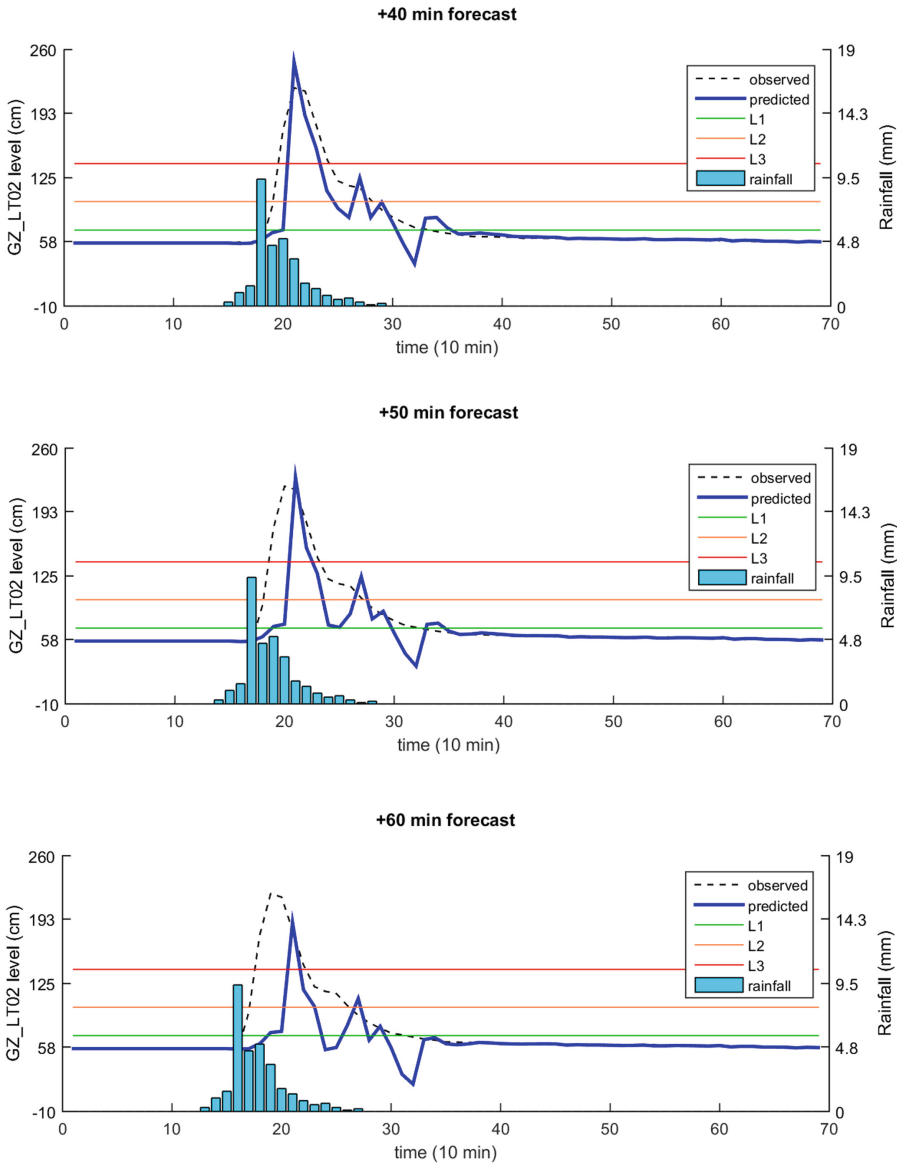 +40 min forecast
260
193
125
58
-10
GZ_LT02 level (cm)
19
14.3
9.5
4.8
0
Rainfall (mm)
observed
predicted
L1
L2
L3
rainfall
0 10 20 30 40 50 60 70
time (10 min)
+50 min forecast
260
193
125
58
-10
GZ_LT02 level (cm)
19
14.3
9.5
4.8
0
Rainfall (mm)
observed
predicted
L1
L2
L3
rainfall
0 10 20 30 40 50 60 70
time (10 min)
+60 min forecast
260
193
125
58
-10
GZ_LT02 level (cm)
19
14.3
9.5
4.8
0
Rainfall (mm)
observed
predicted
L1
L2
L3
rainfall
0 10 20 30 40 50 60 70
time (10 min)